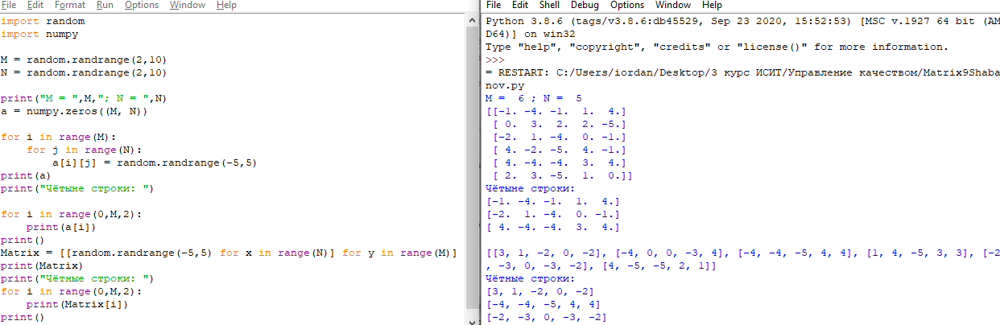 File Edit Format Run Options Window Help
import random
import numpy
M = random.randrange(2,10)
N = random.randrange(2,10)
print("M = ",M,"; N = ",N)
a = numpy.zeros((M, N))
for i in range(M):
    for j in range(N):
        a[i][j] = random.randrange(-5,5)
print(a)
print("Чётыне строки: ")
for i in range(0,M,2):
    print(a[i])
print()
Matrix = [[random.randrange(-5,5) for x in range(N)] for y in range(M)]
print(Matrix)
print("Чётные строки: ")
for i in range(0,M,2):
    print(Matrix[i])
print()
File Edit Shell Debug Options Window Help
Python 3.8.6 (tags/v3.8.6:db45529, Sep 23 2020, 15:52:53) [MSC v.1927 64 bit (AM
D64)] on win32
Type "help", "copyright", "credits" or "license()" for more information.
>>>
= RESTART: C:/Users/iordan/Desktop/3 курс ИСИТ/Управление качеством/Matrix9Shaba
nov.py
M =  6 ; N =  5
[[-1. -4. -1.  1.  4.]
 [ 0.  3.  2.  2. -5.]
 [-2.  1. -4.  0. -1.]
 [ 4. -2. -5.  4. -1.]
 [ 4. -4. -4.  3.  4.]
 [ 2.  3. -5.  1.  0.]]
Чётыне строки:
[-1. -4. -1.  1.  4.]
[-2.  1. -4.  0. -1.]
[ 4. -4. -4.  3.  4.]
[[3, 1, -2, 0, -2], [-4, 0, 0, -3, 4], [-4, -4, -5, 4, 4], [1, 4, -5, 3, 3], [-2
, -3, 0, -3, -2], [4, -5, -5, 2, 1]]
Чётные строки:
[3, 1, -2, 0, -2]
[-4, -4, -5, 4, 4]
[-2, -3, 0, -3, -2]